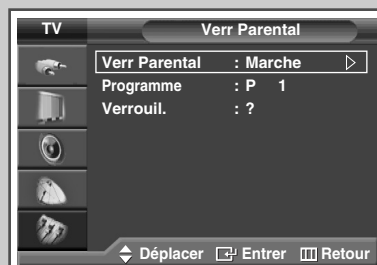 TV
Verr Parental
Verr Parental : Marche
Programme : P 1
Verrouil. : ?
Déplacer Entrer Retour